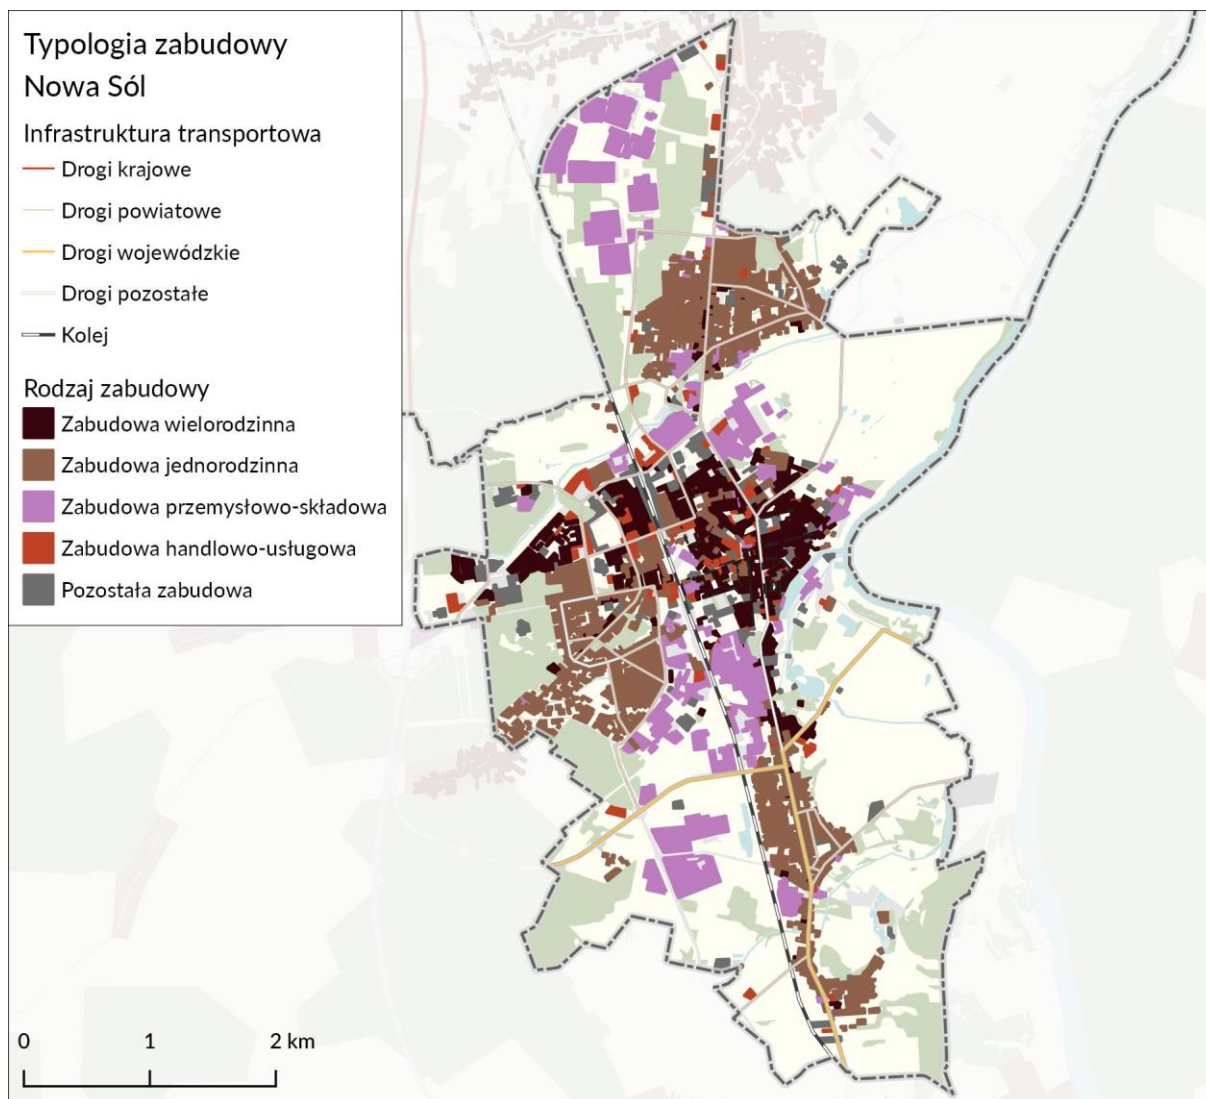 Typologia zabudowy
Nowa Sól
Infrastruktura transportowa
Drogi krajowe
Drogi powiatowe
Drogi wojewódzkie
Drogi pozostałe
Kolej
Rodzaj zabudowy
Zabudowa wielorodzinna
Zabudowa jednorodzinna
Zabudowa przemysłowo-składowa
Zabudowa handlowo-usługowa
Pozostała zabudowa
0 1 2 km